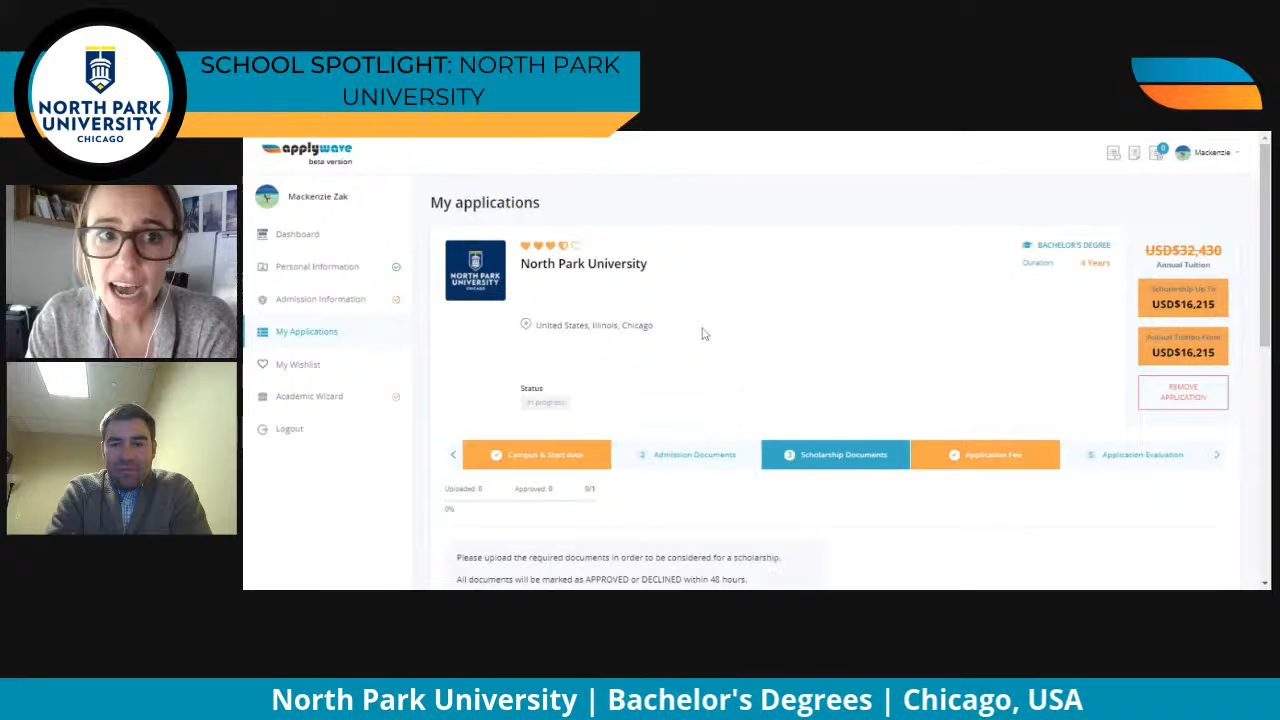 SCHOOL SPOTLIGHT: NORTH PARK
UNIVERSITY
NORTH PARK
UNIVERSITY
CHICAGO
applywave
beta version
0
Mackenzie
Mackenzie Zak
Dashboard
Personal Information
Admission Information
My Applications
My Wishlist
Academic Wizard
Logout
My applications
NORTH PARK
UNIVERSITY
CHICAGO
North Park University
United States, Illinois, Chicago
Status
In progress
BACHELOR'S DEGREE
Duration: 4 Years
USD$32,430
Annual Tuition
Scholarship Up To
USD$16,215
Annual Tuition From
USD$16,215
REMOVE
APPLICATION
Campus & Start date
2 Admission Documents
3 Scholarship Documents
Application Fee
5 Application Evaluation
Uploaded: 0 Approved: 0 0/1
0%
Please upload the required documents in order to be considered for a scholarship.
All documents will be marked as APPROVED or DECLINED within 48 hours.
North Park University | Bachelor's Degrees | Chicago, USA